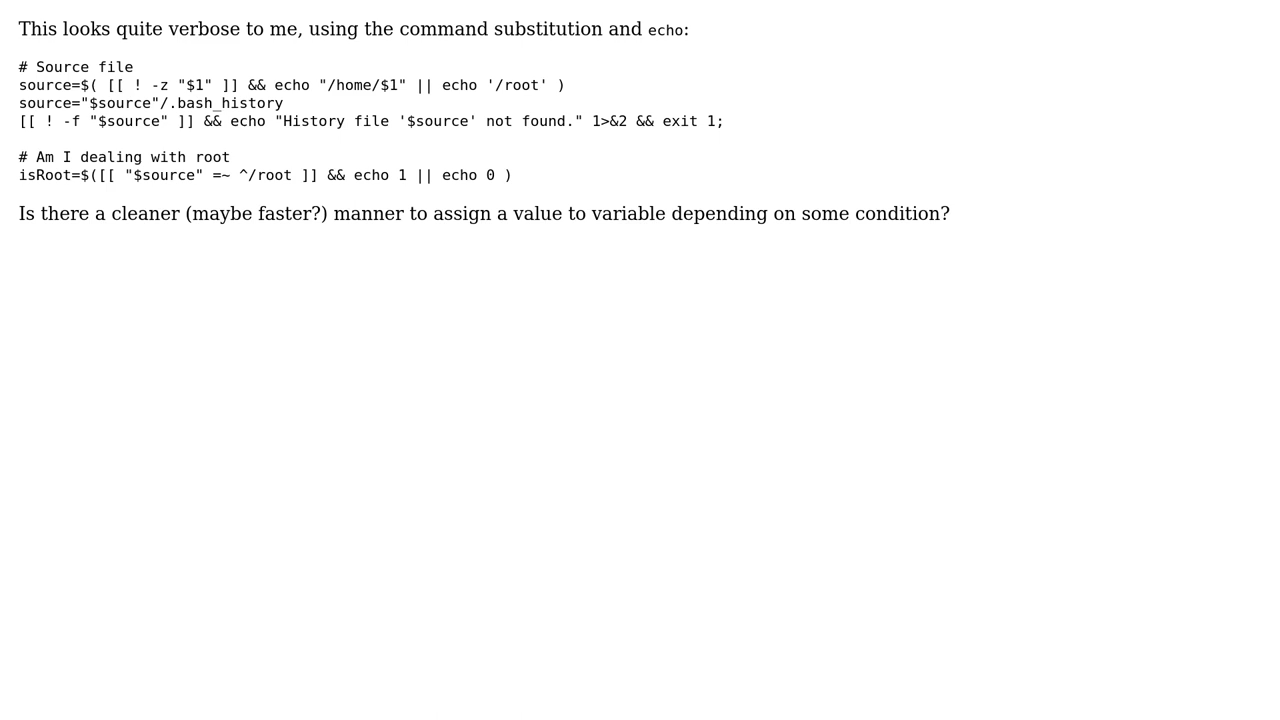 This looks quite verbose to me, using the command substitution and echo:
# Source file
source=$( [[ ! -z "$1" ]] && echo "/home/$1" || echo '/root' )
source="$source"/.bash_history
[[ ! -f "$source" ]] && echo "History file '$source' not found." 1>&2 && exit 1;
# Am I dealing with root
isRoot=$([[ "$source" =~ ^/root ]] && echo 1 || echo 0 )
Is there a cleaner (maybe faster?) manner to assign a value to variable depending on some condition?